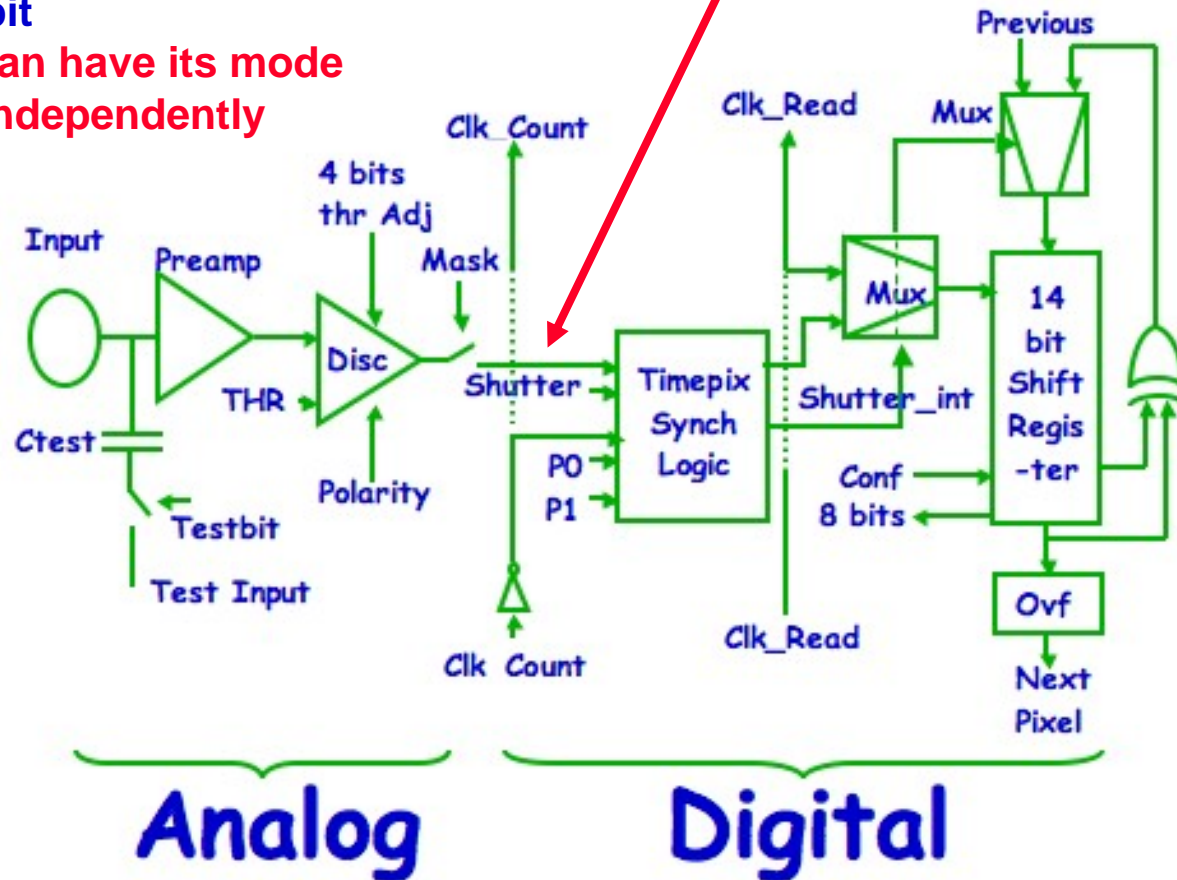 bit
an have its mode
ndependently
Previous
Clk_Read
Mux
Clk_Count
4 bits
thr Adj
Input
Preamp
Mask
Disc
THR
Ctest
Polarity
Testbit
Test Input
Shutter
P0
P1
Timepix
Synch
Logic
Clk Count
Mux
Shutter_int
Clk_Read
14
bit
Shift
Regis
-ter
Conf
8 bits
Ovf
Next
Pixel
Analog
Digital